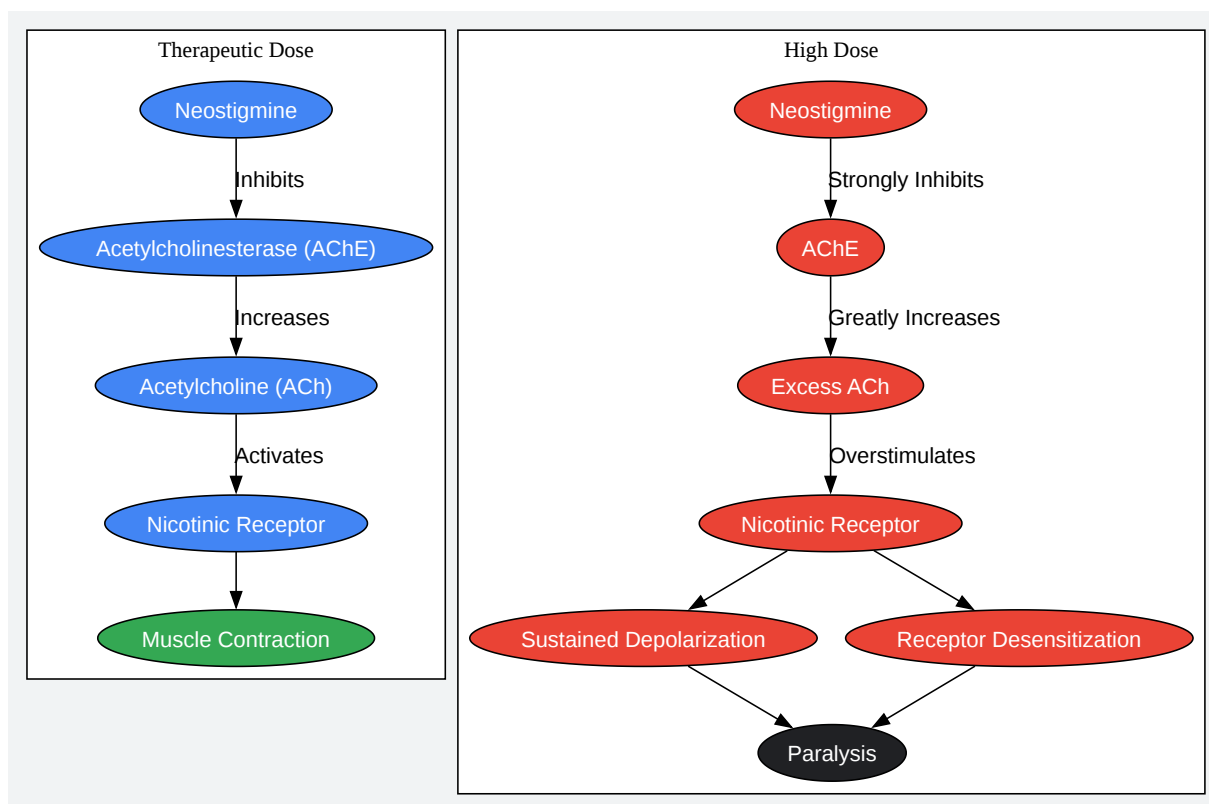 Therapeutic Dose
Neostigmine
Inhibits
Acetylcholinesterase (AChE)
Increases
Acetylcholine (ACh)
Activates
Nicotinic Receptor
Muscle Contraction
High Dose
Neostigmine
Strongly Inhibits
AChE
Greatly Increases
Excess ACh
Overstimulates
Nicotinic Receptor
Sustained Depolarization
Receptor Desensitization
Paralysis